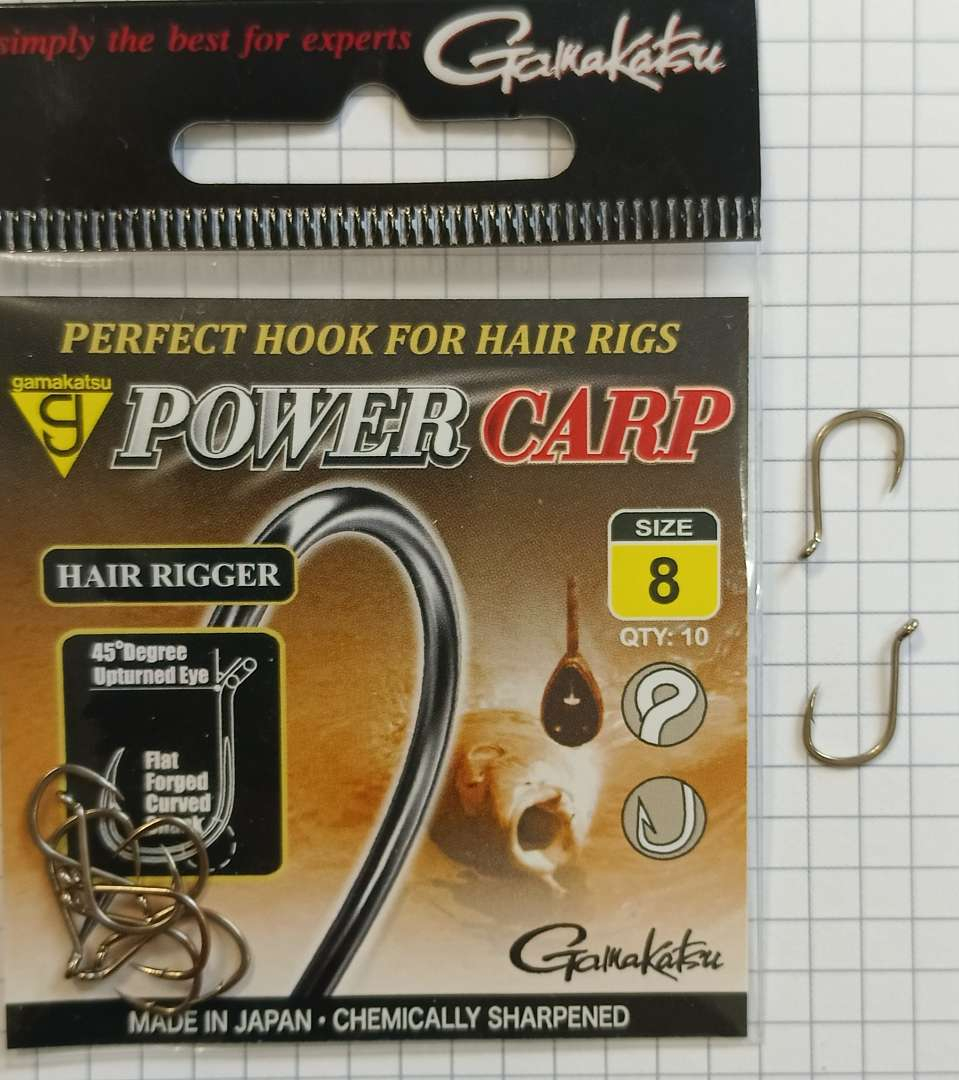 simply the best for experts Gamakatsu
PERFECT HOOK FOR HAIR RIGS
gamakatsu
POWER CARP
SIZE
8
QTY: 10
HAIR RIGGER
45°Degree
Upturned Eye
Flat
Forged
Curved
Gamakatsu
MADE IN JAPAN • CHEMICALLY SHARPENED